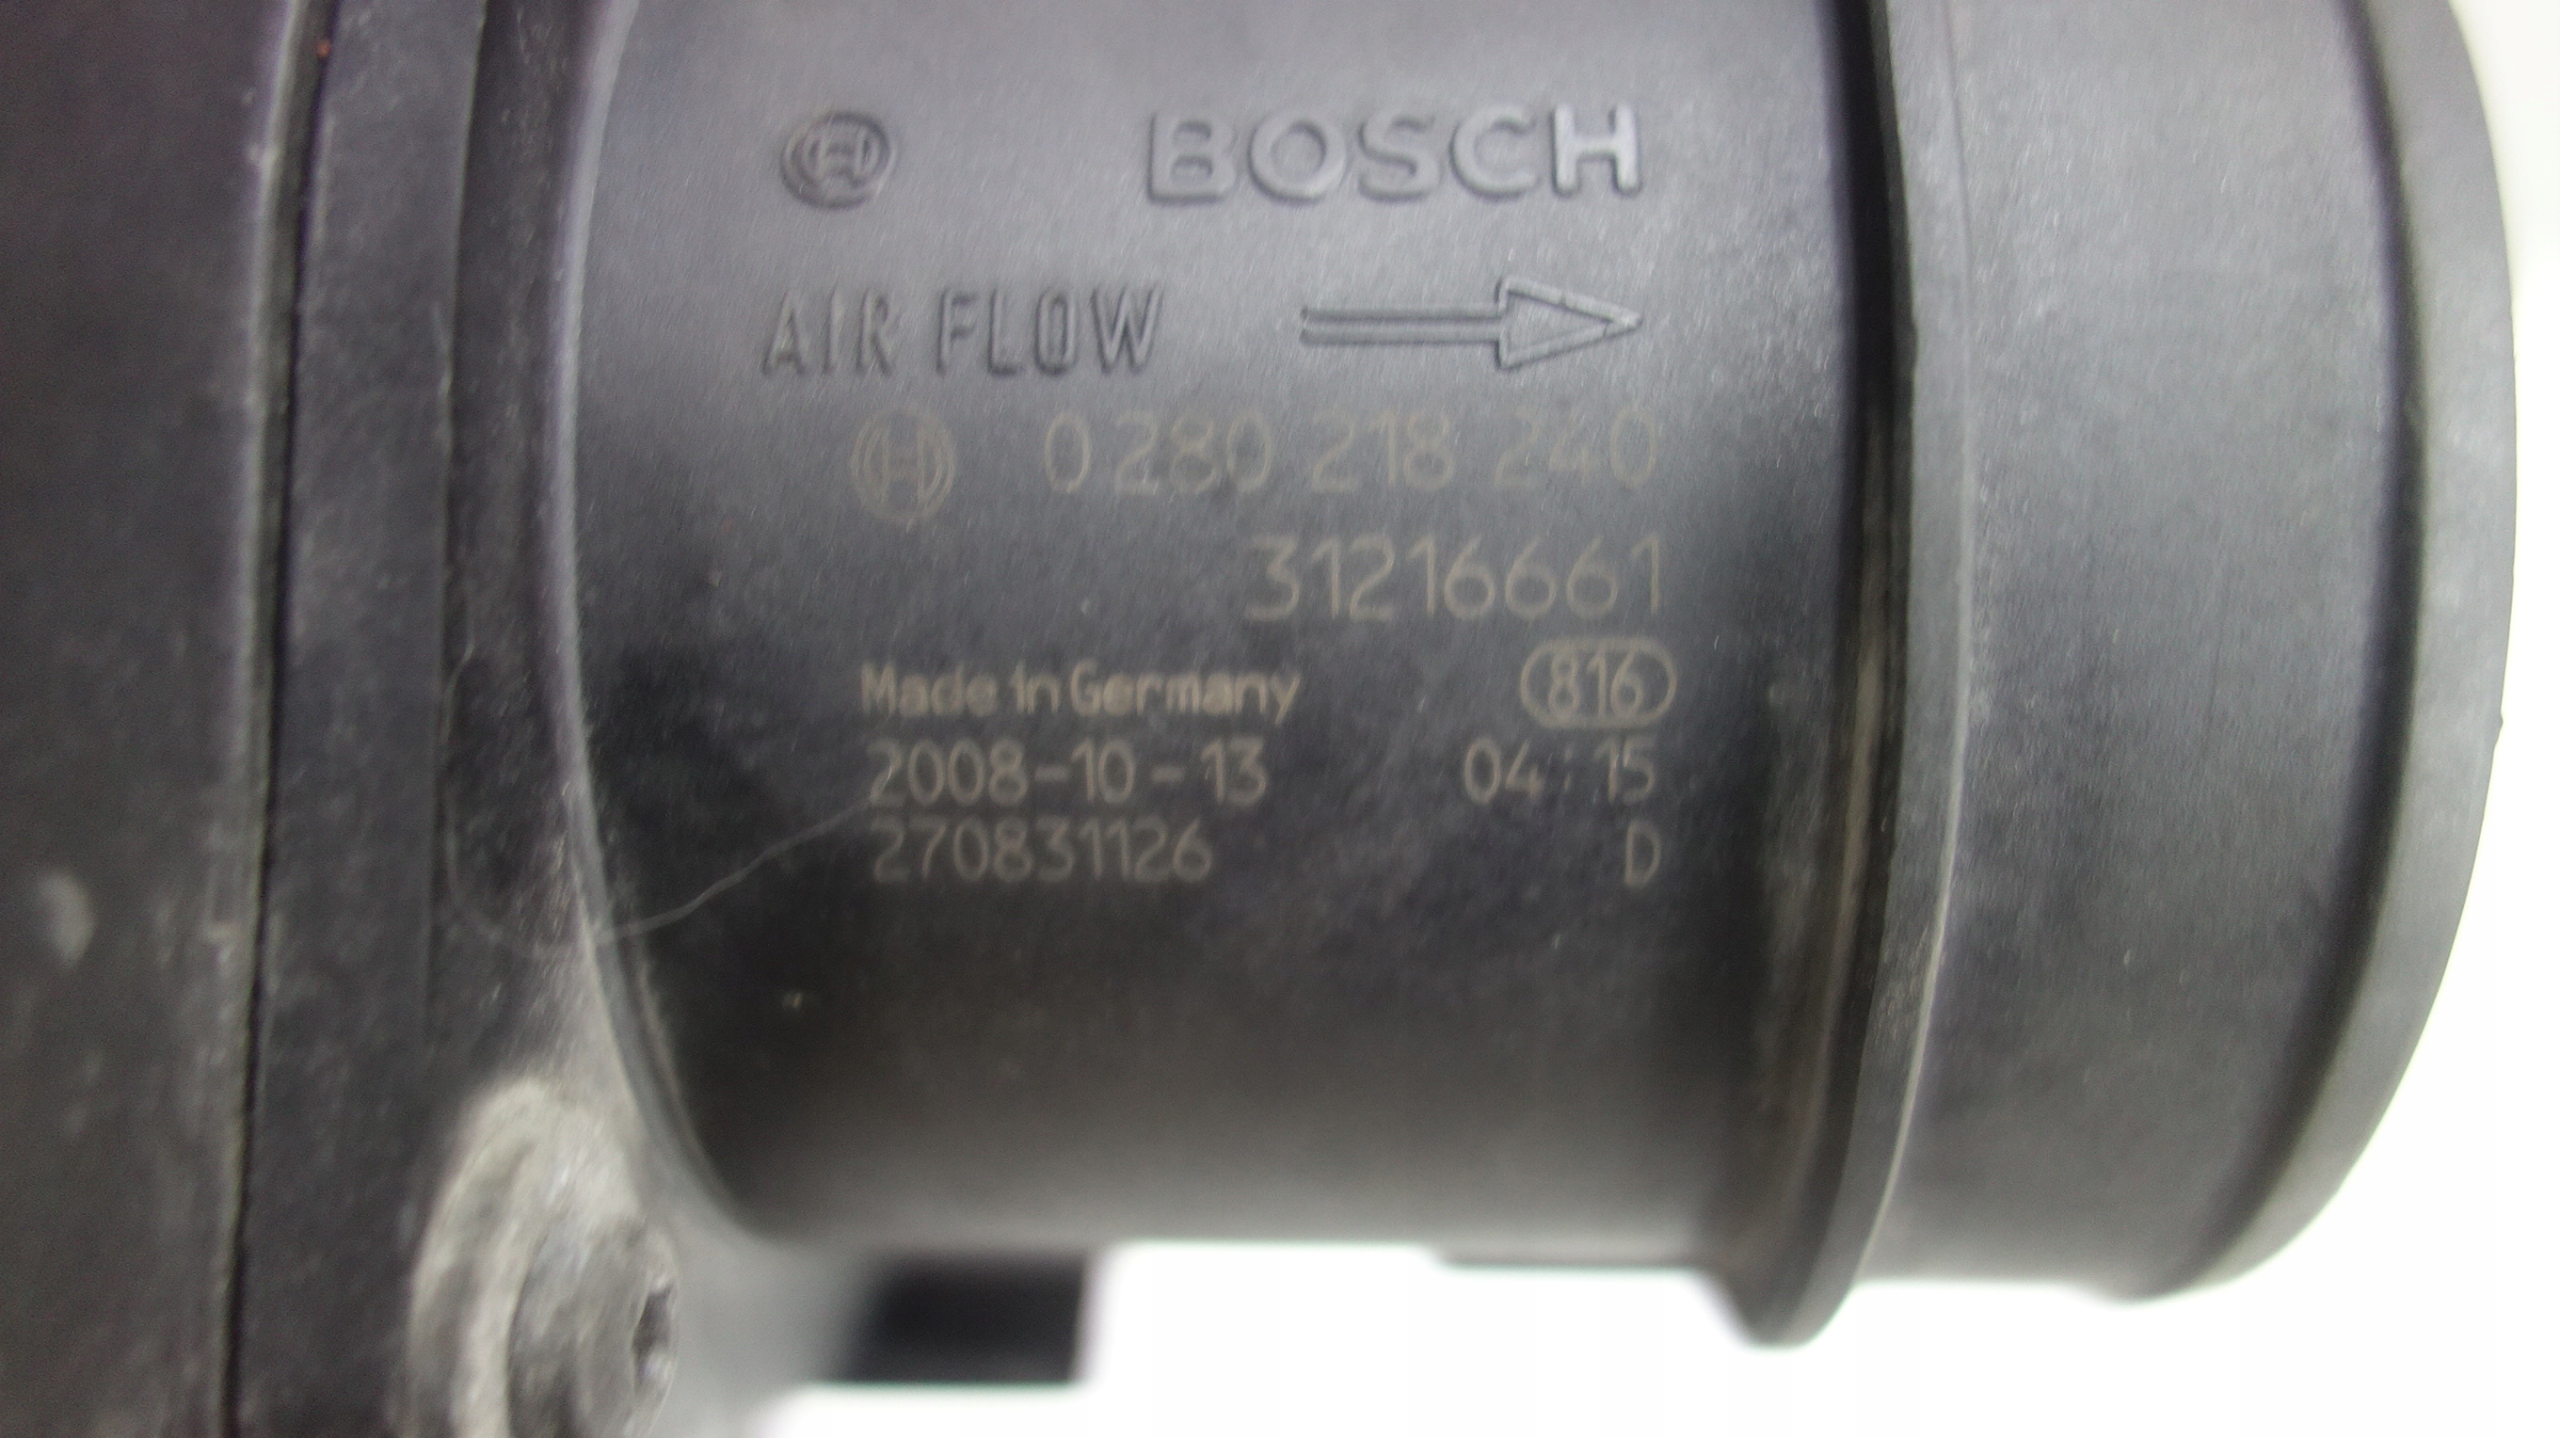 BOSCH
AIR FLOW
0 280 218 240
31216661
Made in Germany 816
2008-10-13 04:15
270831126 D